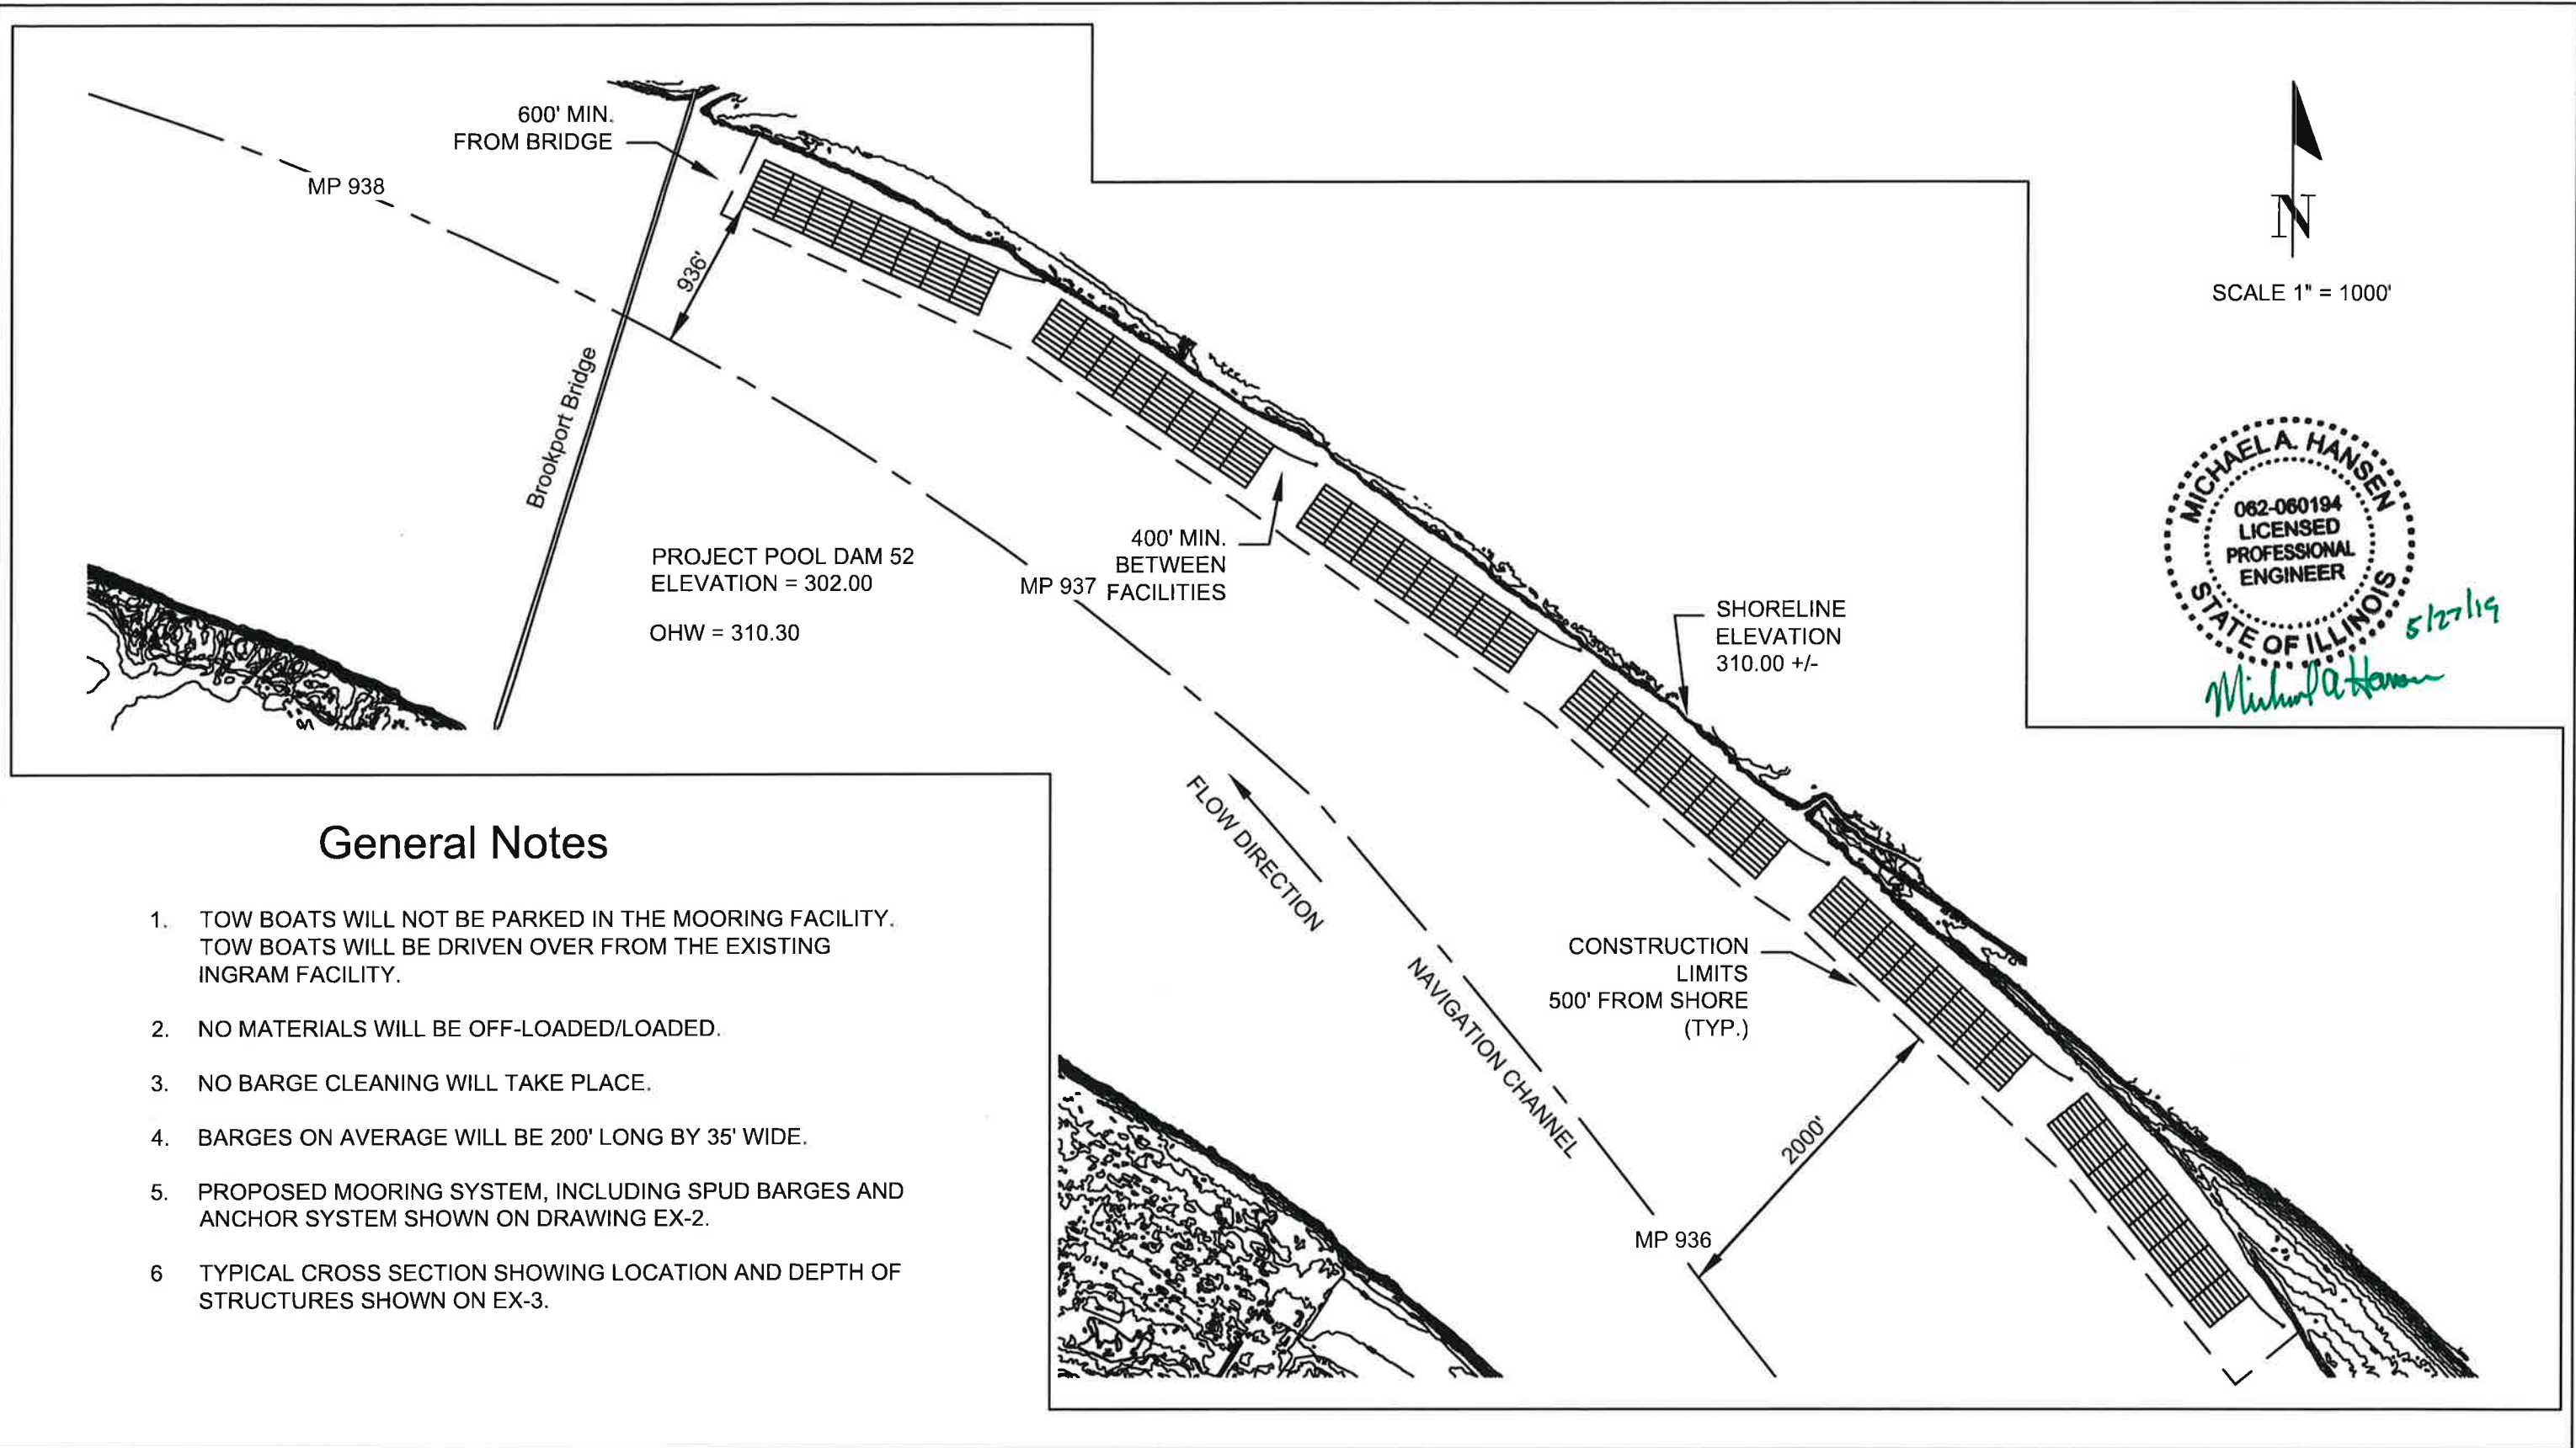 600' MIN.
FROM BRIDGE
MP 938
936'
Brookport Bridge
PROJECT POOL DAM 52
ELEVATION = 302.00
OHW = 310.30
MP 937
400' MIN.
BETWEEN
FACILITIES
SHORELINE
ELEVATION
310.00 +/-
FLOW DIRECTION
NAVIGATION CHANNEL
CONSTRUCTION
LIMITS
500' FROM SHORE
(TYP.)
2000'
MP 936
N
SCALE 1" = 1000'
MICHAEL A. HANSEN
062-060194
LICENSED
PROFESSIONAL
ENGINEER
STATE OF ILLINOIS
5/27/19
Michael A Hansen
General Notes
1. TOW BOATS WILL NOT BE PARKED IN THE MOORING FACILITY.
TOW BOATS WILL BE DRIVEN OVER FROM THE EXISTING
INGRAM FACILITY.
2. NO MATERIALS WILL BE OFF-LOADED/LOADED.
3. NO BARGE CLEANING WILL TAKE PLACE.
4. BARGES ON AVERAGE WILL BE 200' LONG BY 35' WIDE.
5. PROPOSED MOORING SYSTEM, INCLUDING SPUD BARGES AND
ANCHOR SYSTEM SHOWN ON DRAWING EX-2.
6 TYPICAL CROSS SECTION SHOWING LOCATION AND DEPTH OF
STRUCTURES SHOWN ON EX-3.